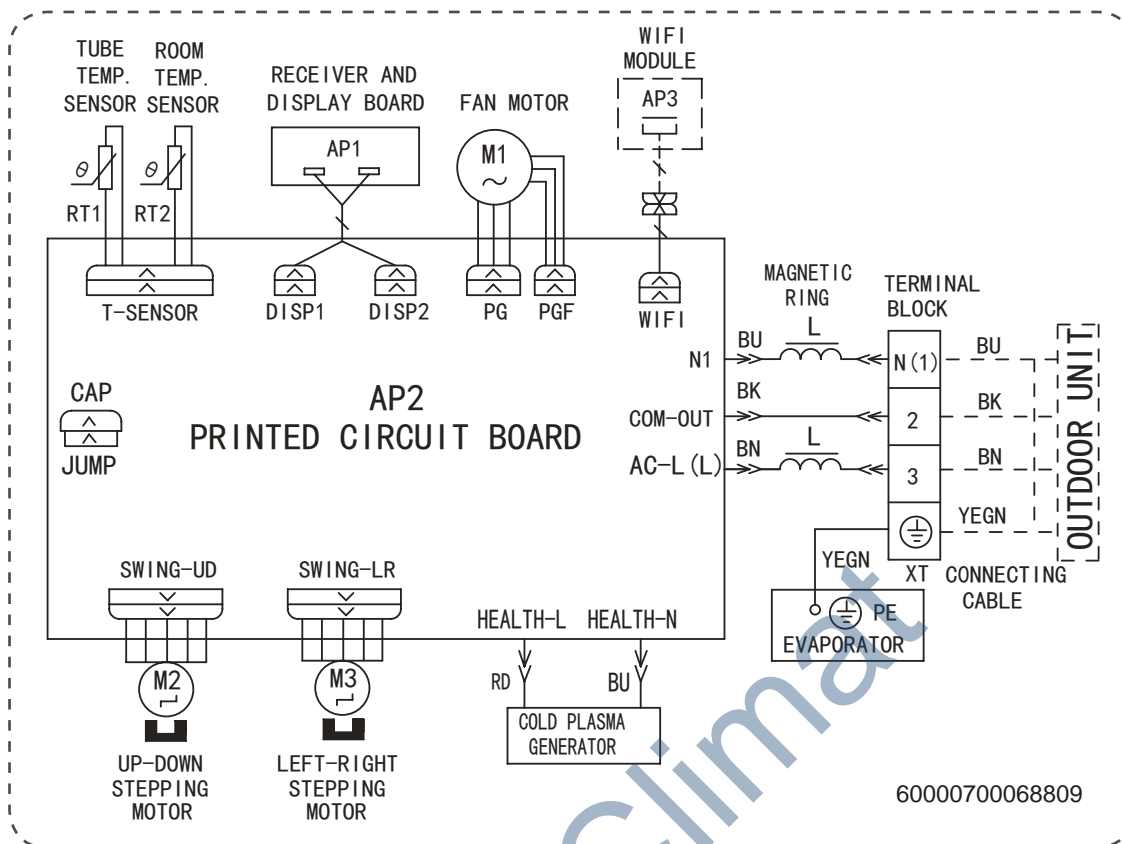 TUBE
TEMP.
SENSOR
ROOM
TEMP.
SENSOR
RECEIVER AND
DISPLAY BOARD
FAN MOTOR
WIFI
MODULE
AP3
AP1
M1
θ
θ
RT1
RT2
T-SENSOR
DISP1
DISP2
PG
PGF
WIFI
MAGNETIC
RING
TERMINAL
BLOCK
N1
BU
L
N(1)
BU
CAP
JUMP
AP2
PRINTED CIRCUIT BOARD
COM-OUT
BK
2
BK
AC-L(L)
BN
L
3
BN
YEGN
OUTDOOR UNIT
YEGN
XT
CONNECTING
CABLE
PE
EVAPORATOR
SWING-UD
SWING-LR
HEALTH-L
HEALTH-N
M2
M3
RD
BU
COLD PLASMA
GENERATOR
UP-DOWN
STEPPING
MOTOR
LEFT-RIGHT
STEPPING
MOTOR
60000700068809
Climat